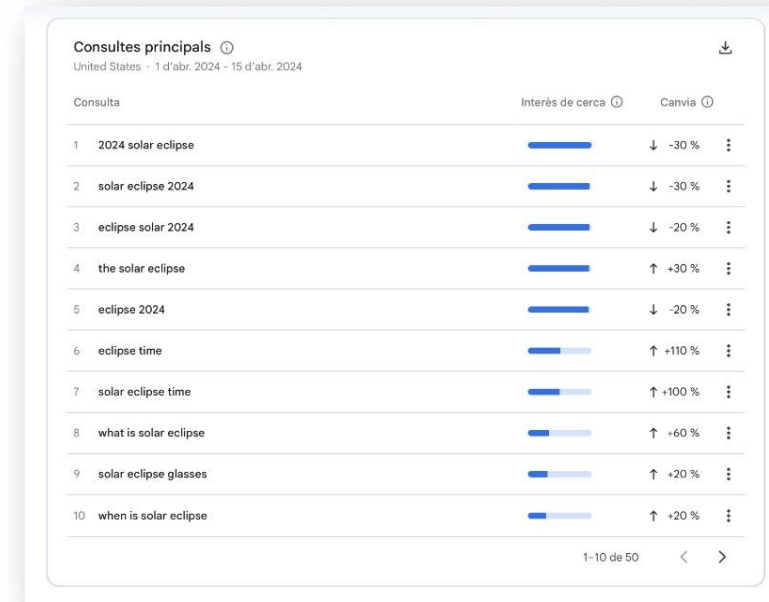 Consultes principals
United States · 1 d'abr. 2024 - 15 d'abr. 2024
Consulta Interès de cerca Canvia
1 2024 solar eclipse ↓ -30 %
2 solar eclipse 2024 ↓ -30 %
3 eclipse solar 2024 ↓ -20 %
4 the solar eclipse ↑ +30 %
5 eclipse 2024 ↓ -20 %
6 eclipse time ↑ +110 %
7 solar eclipse time ↑ +100 %
8 what is solar eclipse ↑ +60 %
9 solar eclipse glasses ↑ +20 %
10 when is solar eclipse ↑ +20 %
1–10 de 50